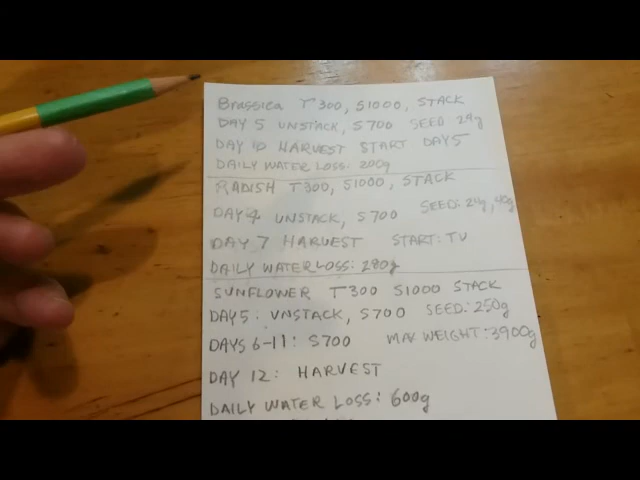 Brassica T300, S1000, STACK
DAY 5 UNSTACK, S700 SEED 24g
DAY 10 HARVEST START DAY5
DAILY WATER LOSS: 200g
RADISH T300, S1000, STACK
DAY 4 UNSTACK, S700 SEED: 24g, 40g
DAY 7 HARVEST START: TV
DAILY WATER LOSS: 280g
SUNFLOWER T300 S1000 STACK
DAY5: UNSTACK, S700 SEED: 250g
DAYS 6-11: S700 MAX WEIGHT: 3900g
DAY 12: HARVEST
DAILY WATER LOSS: 600g